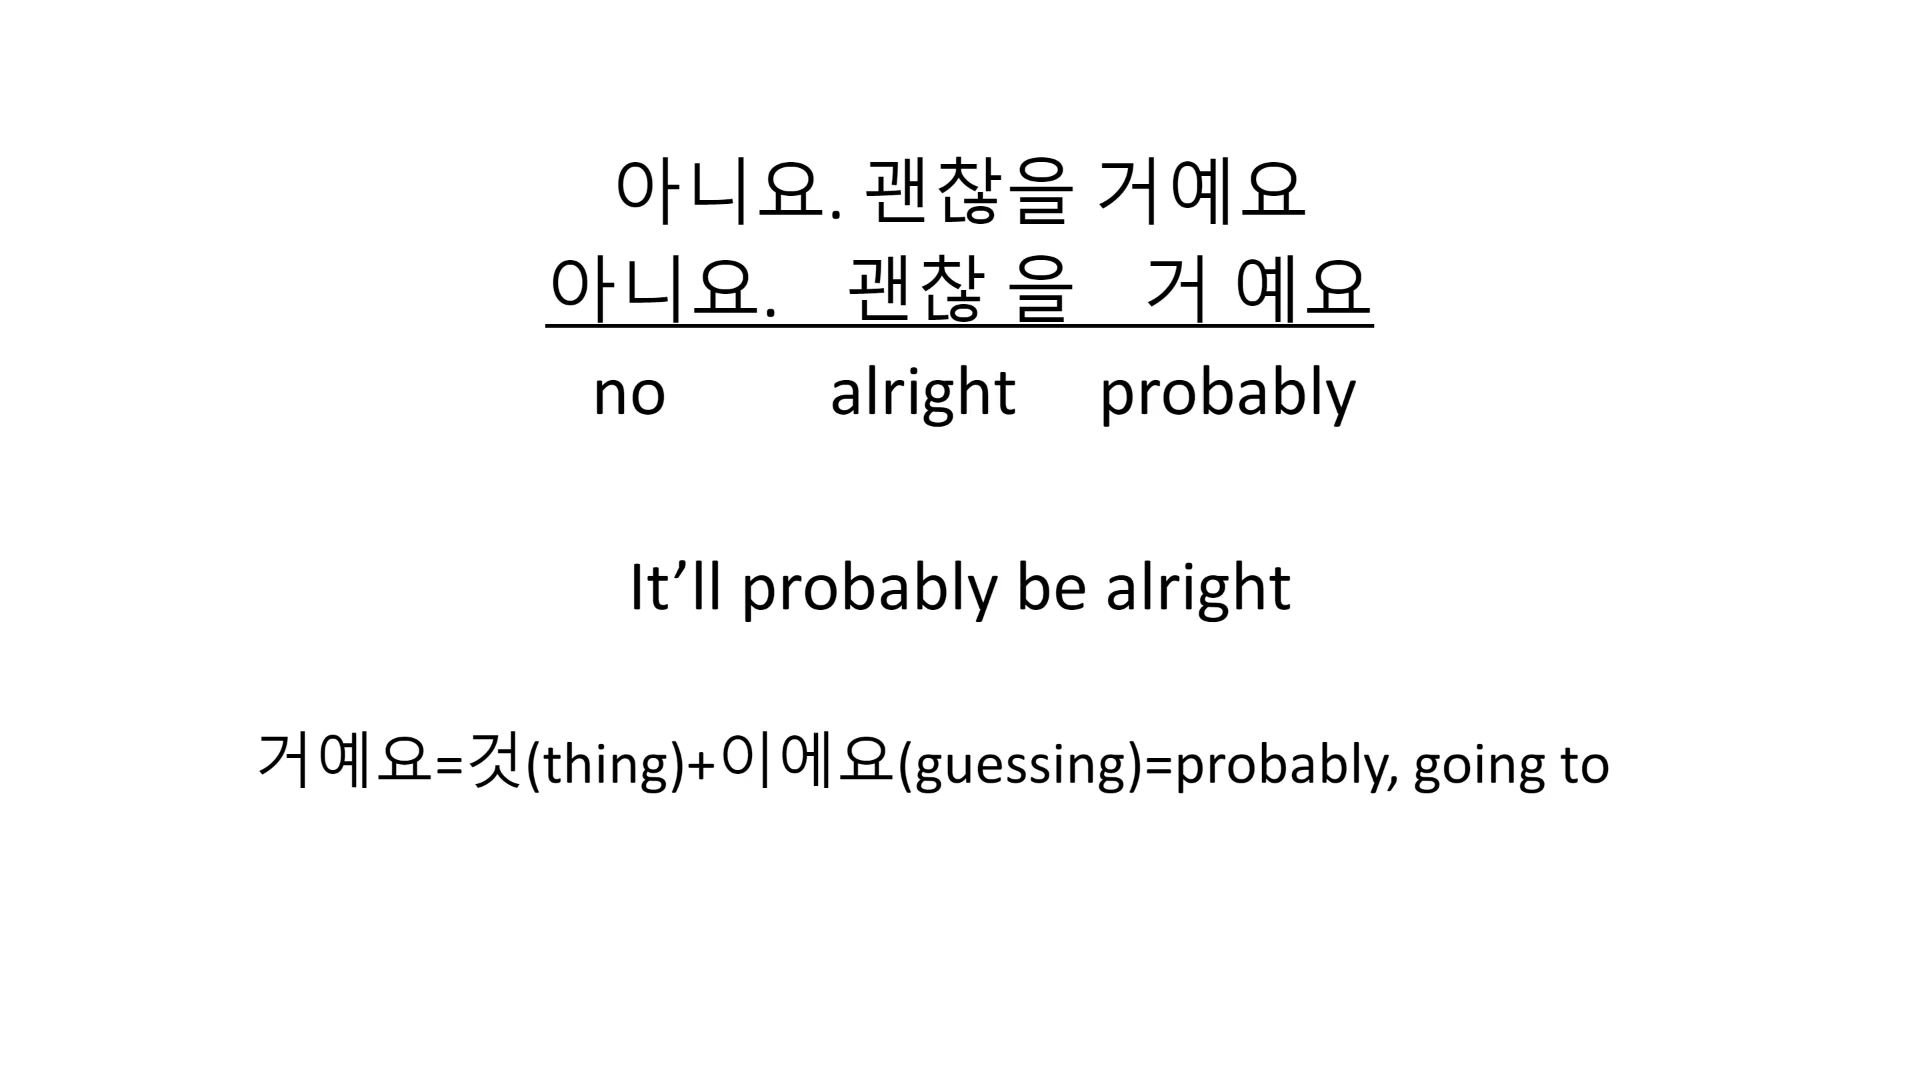 아니요. 괜찮을 거예요
아니요. 괜찮 을 거 예요
no alright probably
It’ll probably be alright
거예요=것(thing)+이에요(guessing)=probably, going to